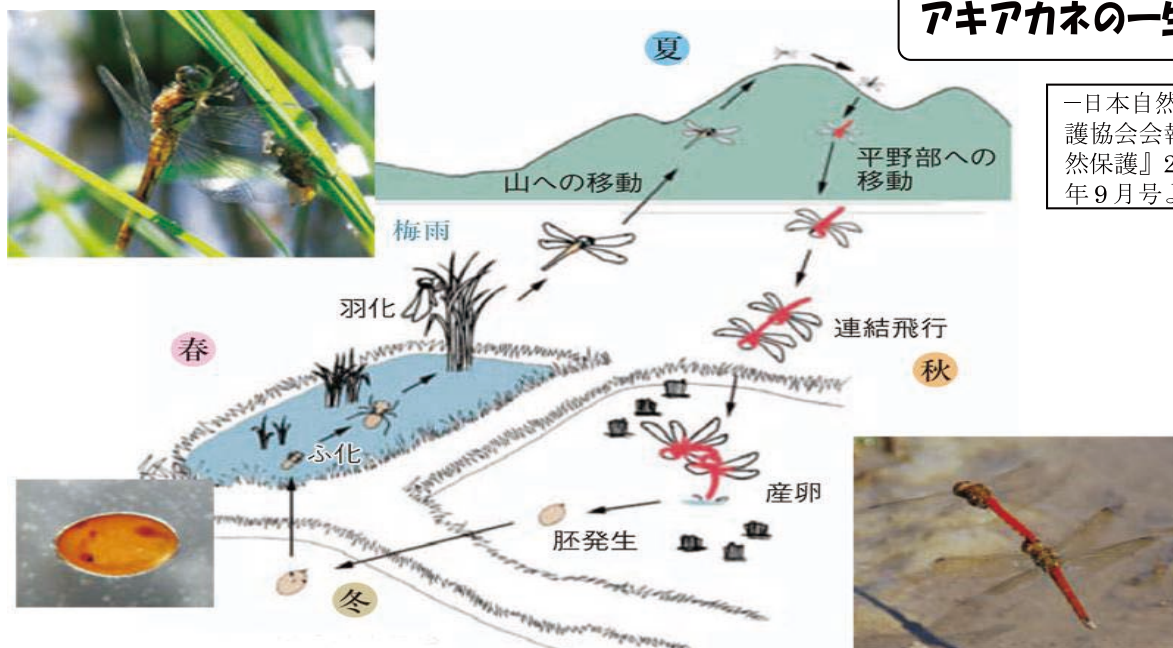 アキアカネの一生
夏
−日本自然
護協会会報
然保護』2
年9月号よ
山への移動
平野部への
移動
梅雨
羽化
春
連結飛行
秋
ふ化
産卵
胚発生
冬